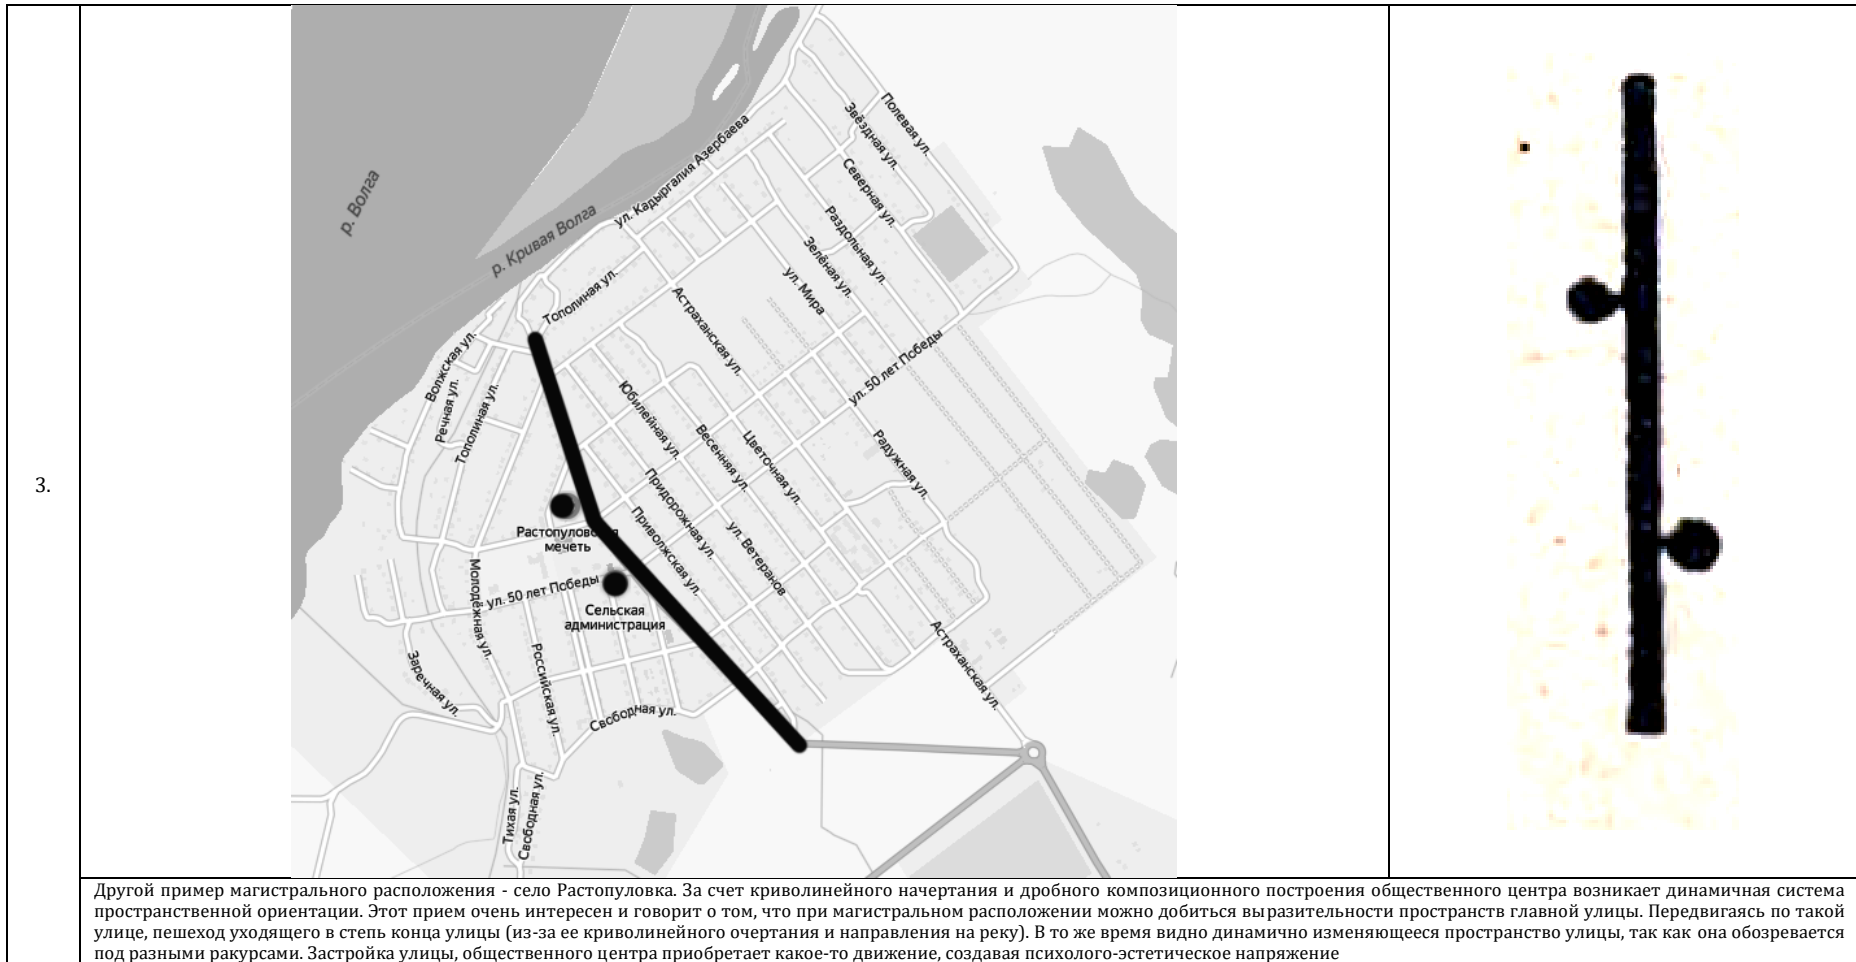 3.
Полевая ул.
Звёздная ул.
ул. Кадыргалия Азербаева
Северная ул.
р. Волга
р. Кривая Волга
Раздольная ул.
Зелёная ул.
ул. Мира
Тополиная ул.
Астраханская ул.
Волжская ул.
Речная ул.
Тополиная ул.
ул. 50 лет Победы
Юбилейная ул.
Весенняя ул.
Цветочная ул.
Радужная ул.
Придорожная ул.
Приволжская ул.
ул. Ветеранов
мечеть
Молодёжная ул.
ул. 50 лет Победы
Сельская
администрация
Заречная ул.
Российская ул.
Свободная ул.
Астраханская ул.
Тихая ул.
Свободная ул.
Другой пример магистрального расположения - село Растопуловка. За счет криволинейного начертания и дробного композиционного построения общественного центра возникает динамичная система
пространственной ориентации. Этот прием очень интересен и говорит о том, что при магистральном расположении можно добиться выразительности пространств главной улицы. Передвигаясь по такой
улице, пешеход уходящего в степь конца улицы (из-за ее криволинейного очертания и направления на реку). В то же время видно динамично изменяющееся пространство улицы, так как она обозревается
под разными ракурсами. Застройка улицы, общественного центра приобретает какое-то движение, создавая психолого-эстетическое напряжение